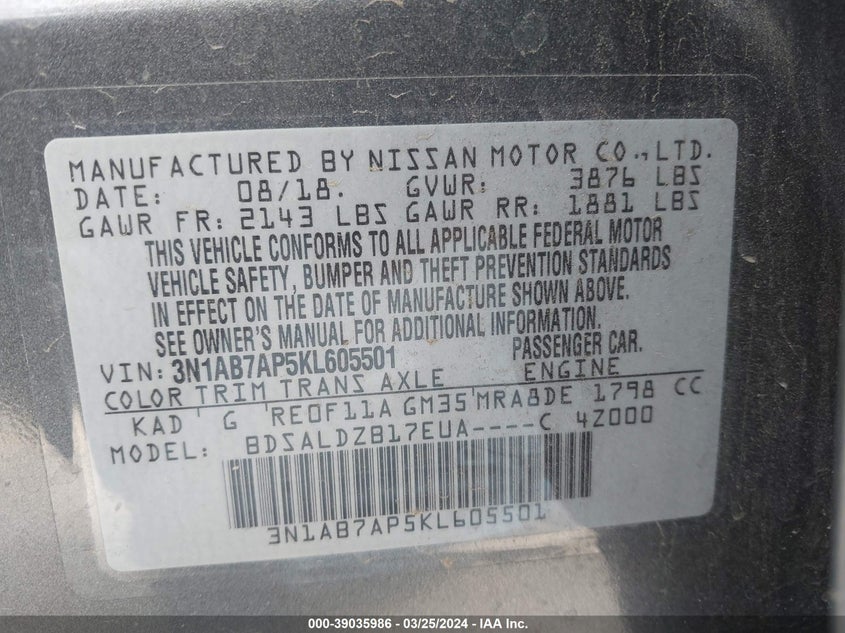 MANUFACTURED BY NISSAN MOTOR CO.,LTD.
DATE: 08/18. GVWR: 3876 LBS
GAWR FR: 2143 LBS GAWR RR: 1881 LBS
THIS VEHICLE CONFORMS TO ALL APPLICABLE FEDERAL MOTOR
VEHICLE SAFETY, BUMPER AND THEFT PREVENTION STANDARDS
IN EFFECT ON THE DATE OF MANUFACTURE SHOWN ABOVE.
SEE OWNER'S MANUAL FOR ADDITIONAL INFORMATION.
VIN: 3N1AB7AP5KL605501 PASSENGER CAR.
COLOR TRIM TRANS AXLE ENGINE
KAD G RE0F11A GM35 MRA8DE 1798 CC
MODEL: BDSALDZB17EUA----C 4Z000
3N1AB7AP5KL605501
000-39035986 - 03/25/2024 - IAA Inc.